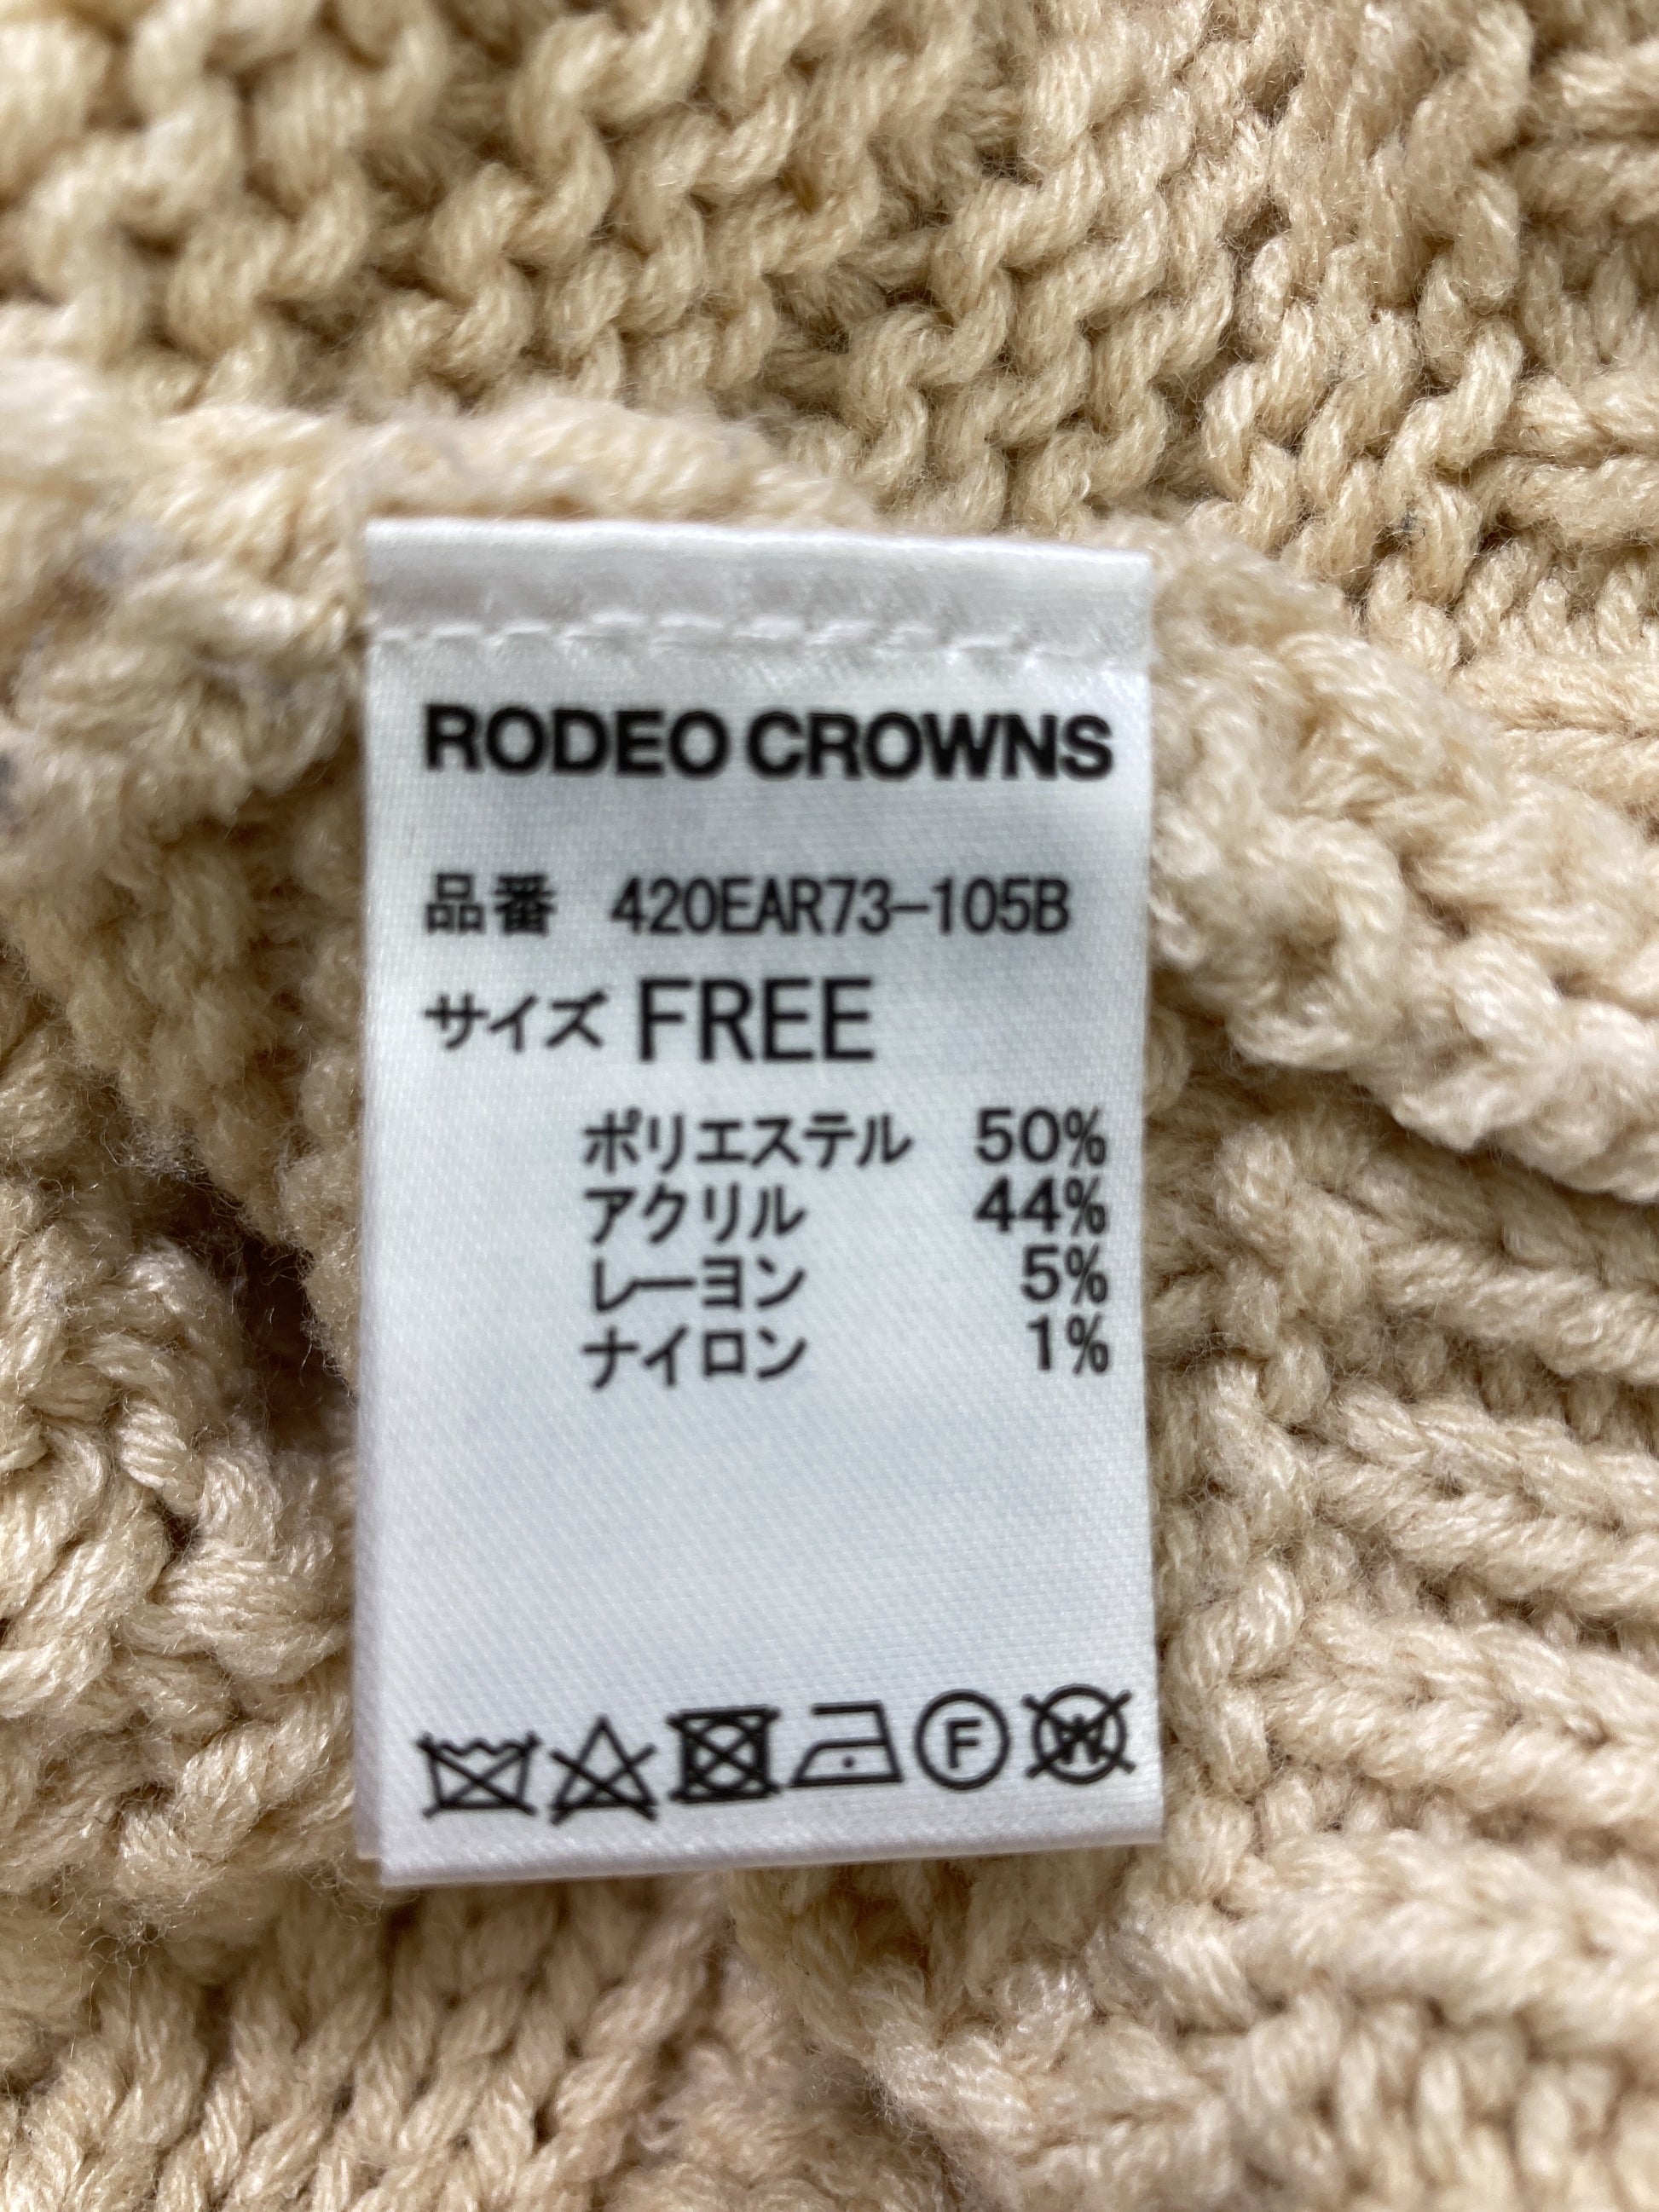 RODEO CROWNS
品番 420EAR73-105B
サイズ FREE
ポリエステル 50%
アクリル 44%
レーヨン 5%
ナイロン 1%
F W